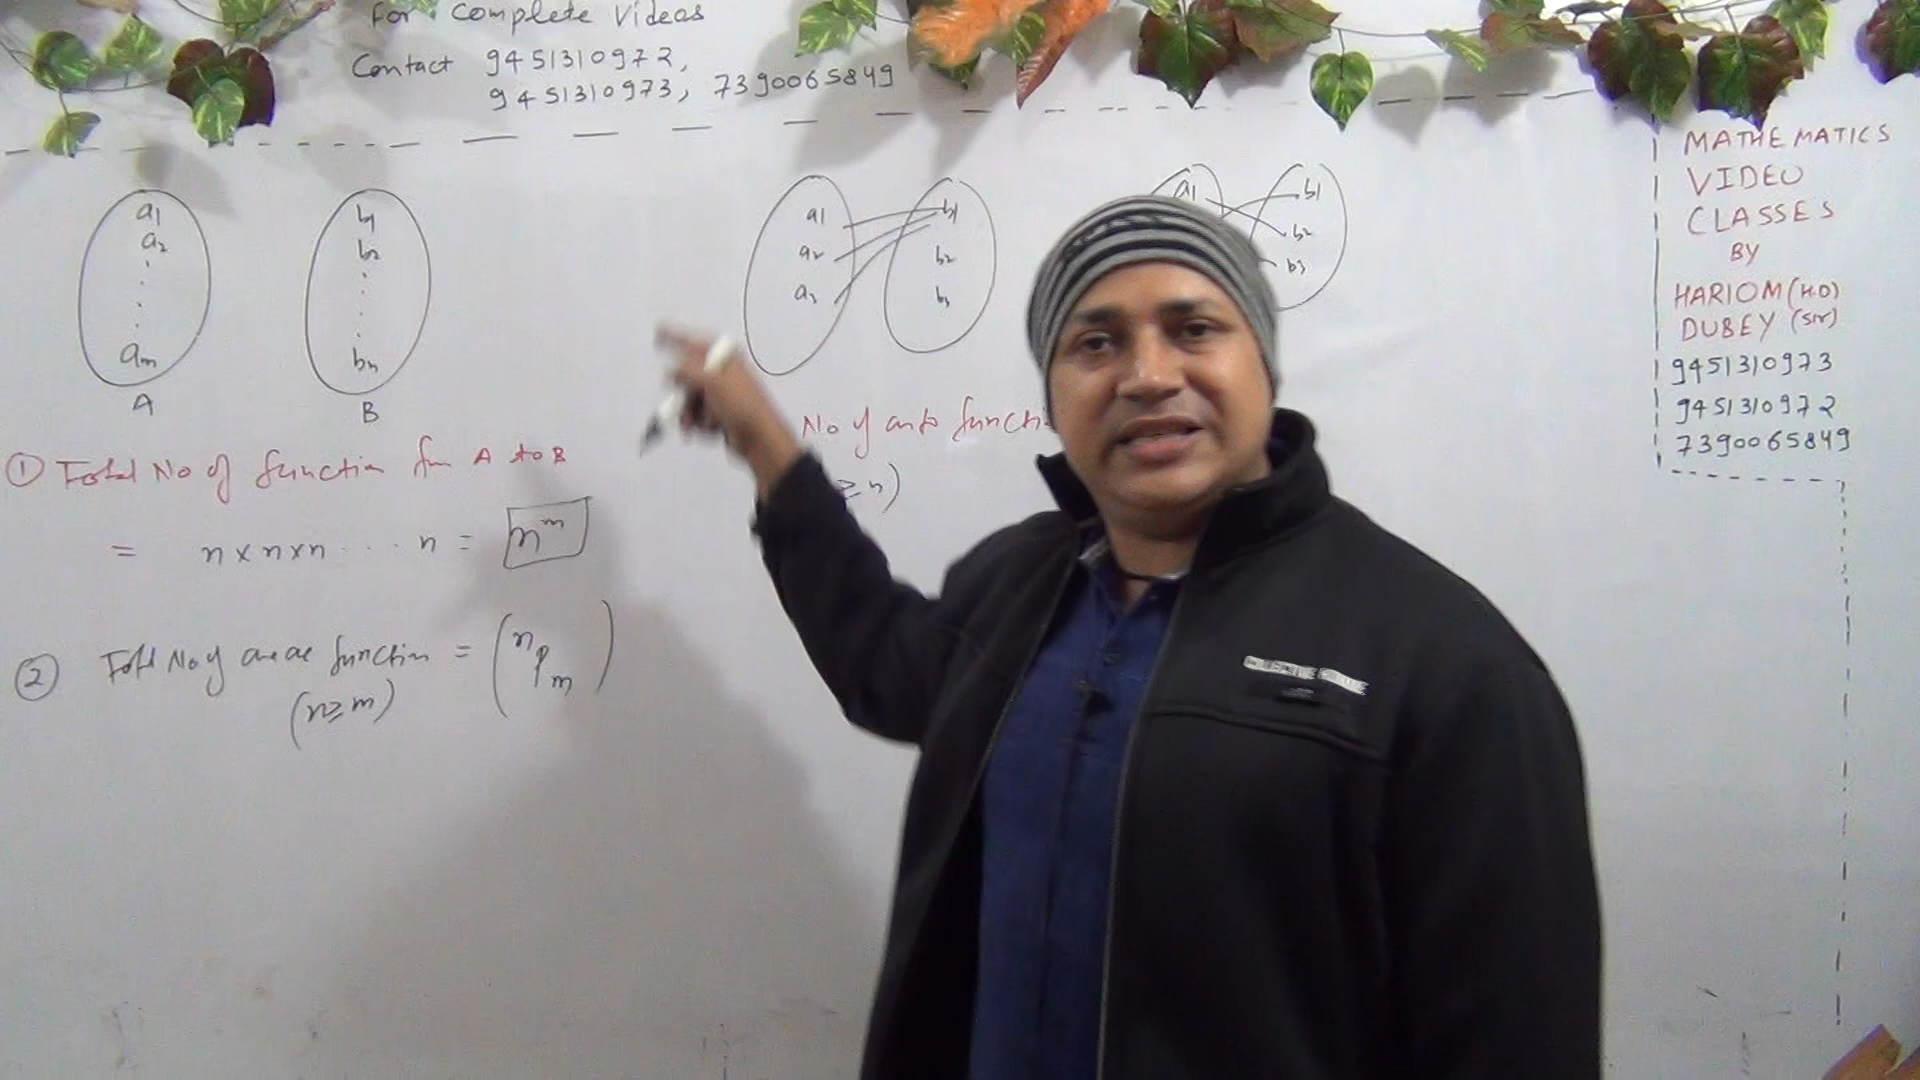 For Complete Videos
Contact 9451310972,
9451310973, 7390065849
MATHEMATICS
VIDEO
CLASSES
BY
HARIOM (H.D)
DUBEY (Sir)
9451310973
9451310972
7390065849
a1
a2
am
A
b1
b2
bn
B
① Total No of function from A to B
= n × n × n .... n = n^m
② Total No of one one function = (nPm)
(n ≥ m)
a1
a2
a3
b1
b2
b3
a1
b1
b2
b3
No of onto functi
≥ n)